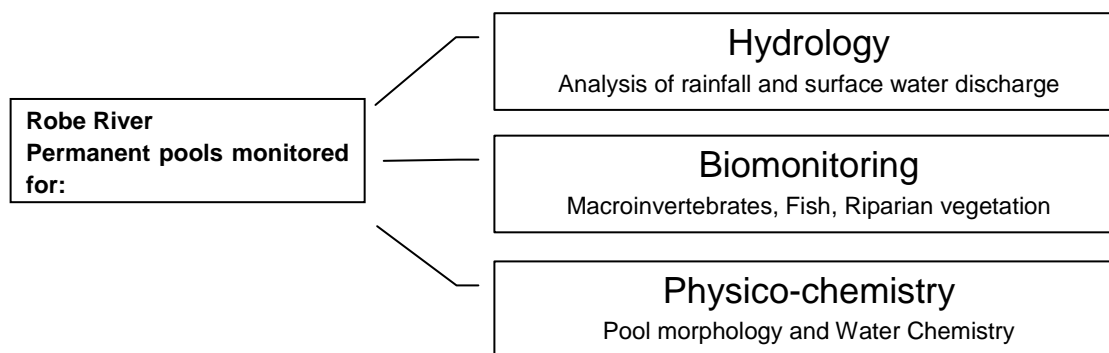 Robe River
Permanent pools monitored
for:
Hydrology
Analysis of rainfall and surface water discharge
Biomonitoring
Macroinvertebrates, Fish, Riparian vegetation
Physico-chemistry
Pool morphology and Water Chemistry